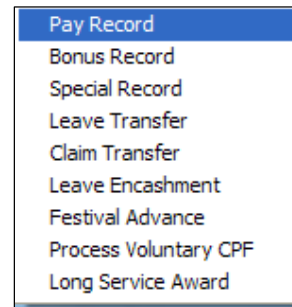 Pay Record
Bonus Record
Special Record
Leave Transfer
Claim Transfer
Leave Encashment
Festival Advance
Process Voluntary CPF
Long Service Award